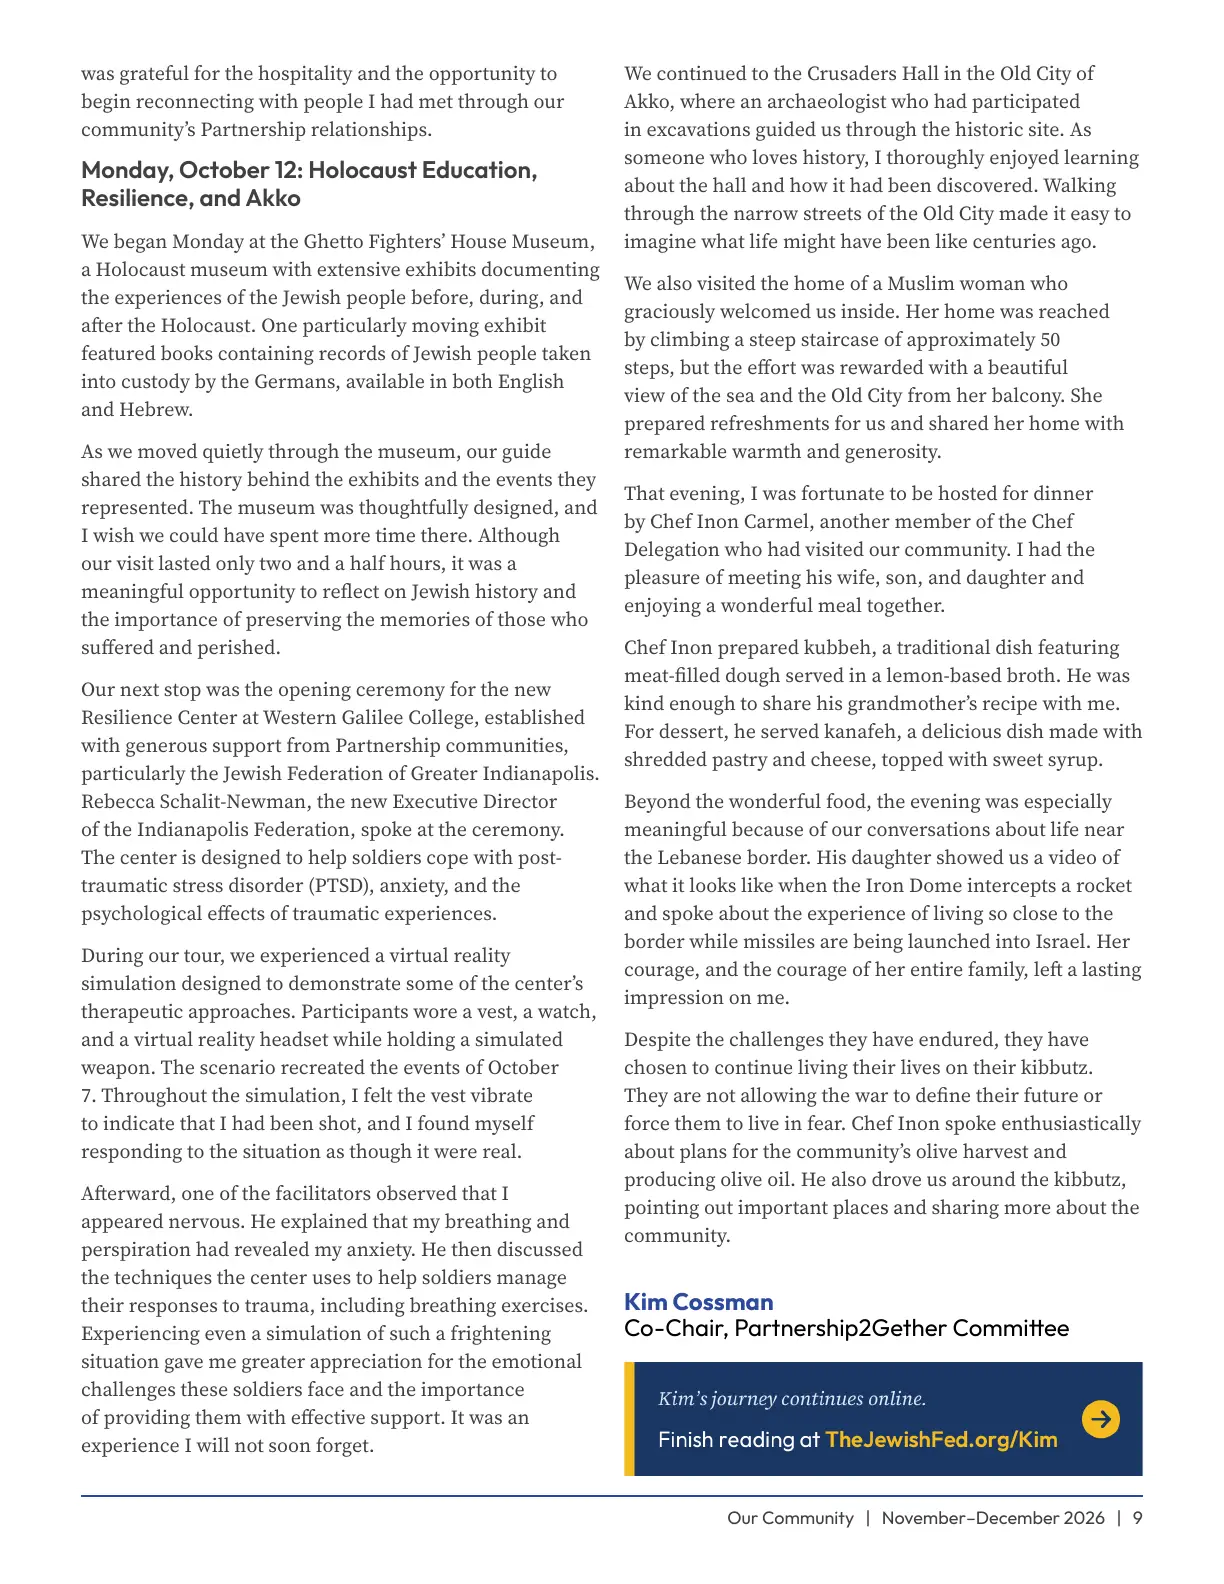 was grateful for the hospitality and the opportunity to
begin reconnecting with people I had met through our
community’s Partnership relationships.
Monday, October 12: Holocaust Education,
Resilience, and Akko
We began Monday at the Ghetto Fighters’ House Museum,
a Holocaust museum with extensive exhibits documenting
the experiences of the Jewish people before, during, and
after the Holocaust. One particularly moving exhibit
featured books containing records of Jewish people taken
into custody by the Germans, available in both English
and Hebrew.
As we moved quietly through the museum, our guide
shared the history behind the exhibits and the events they
represented. The museum was thoughtfully designed, and
I wish we could have spent more time there. Although
our visit lasted only two and a half hours, it was a
meaningful opportunity to reflect on Jewish history and
the importance of preserving the memories of those who
suffered and perished.
Our next stop was the opening ceremony for the new
Resilience Center at Western Galilee College, established
with generous support from Partnership communities,
particularly the Jewish Federation of Greater Indianapolis.
Rebecca Schalit-Newman, the new Executive Director
of the Indianapolis Federation, spoke at the ceremony.
The center is designed to help soldiers cope with post-
traumatic stress disorder (PTSD), anxiety, and the
psychological effects of traumatic experiences.
During our tour, we experienced a virtual reality
simulation designed to demonstrate some of the center’s
therapeutic approaches. Participants wore a vest, a watch,
and a virtual reality headset while holding a simulated
weapon. The scenario recreated the events of October
7. Throughout the simulation, I felt the vest vibrate
to indicate that I had been shot, and I found myself
responding to the situation as though it were real.
Afterward, one of the facilitators observed that I
appeared nervous. He explained that my breathing and
perspiration had revealed my anxiety. He then discussed
the techniques the center uses to help soldiers manage
their responses to trauma, including breathing exercises.
Experiencing even a simulation of such a frightening
situation gave me greater appreciation for the emotional
challenges these soldiers face and the importance
of providing them with effective support. It was an
experience I will not soon forget.
We continued to the Crusaders Hall in the Old City of
Akko, where an archaeologist who had participated
in excavations guided us through the historic site. As
someone who loves history, I thoroughly enjoyed learning
about the hall and how it had been discovered. Walking
through the narrow streets of the Old City made it easy to
imagine what life might have been like centuries ago.
We also visited the home of a Muslim woman who
graciously welcomed us inside. Her home was reached
by climbing a steep staircase of approximately 50
steps, but the effort was rewarded with a beautiful
view of the sea and the Old City from her balcony. She
prepared refreshments for us and shared her home with
remarkable warmth and generosity.
That evening, I was fortunate to be hosted for dinner
by Chef Inon Carmel, another member of the Chef
Delegation who had visited our community. I had the
pleasure of meeting his wife, son, and daughter and
enjoying a wonderful meal together.
Chef Inon prepared kubbeh, a traditional dish featuring
meat-filled dough served in a lemon-based broth. He was
kind enough to share his grandmother’s recipe with me.
For dessert, he served kanafeh, a delicious dish made with
shredded pastry and cheese, topped with sweet syrup.
Beyond the wonderful food, the evening was especially
meaningful because of our conversations about life near
the Lebanese border. His daughter showed us a video of
what it looks like when the Iron Dome intercepts a rocket
and spoke about the experience of living so close to the
border while missiles are being launched into Israel. Her
courage, and the courage of her entire family, left a lasting
impression on me.
Despite the challenges they have endured, they have
chosen to continue living their lives on their kibbutz.
They are not allowing the war to define their future or
force them to live in fear. Chef Inon spoke enthusiastically
about plans for the community’s olive harvest and
producing olive oil. He also drove us around the kibbutz,
pointing out important places and sharing more about the
community.
Kim Cossman
Co-Chair, Partnership2Gether Committee
Kim’s journey continues online.
Finish reading at TheJewishFed.org/Kim
Our Community | November–December 2026 | 9